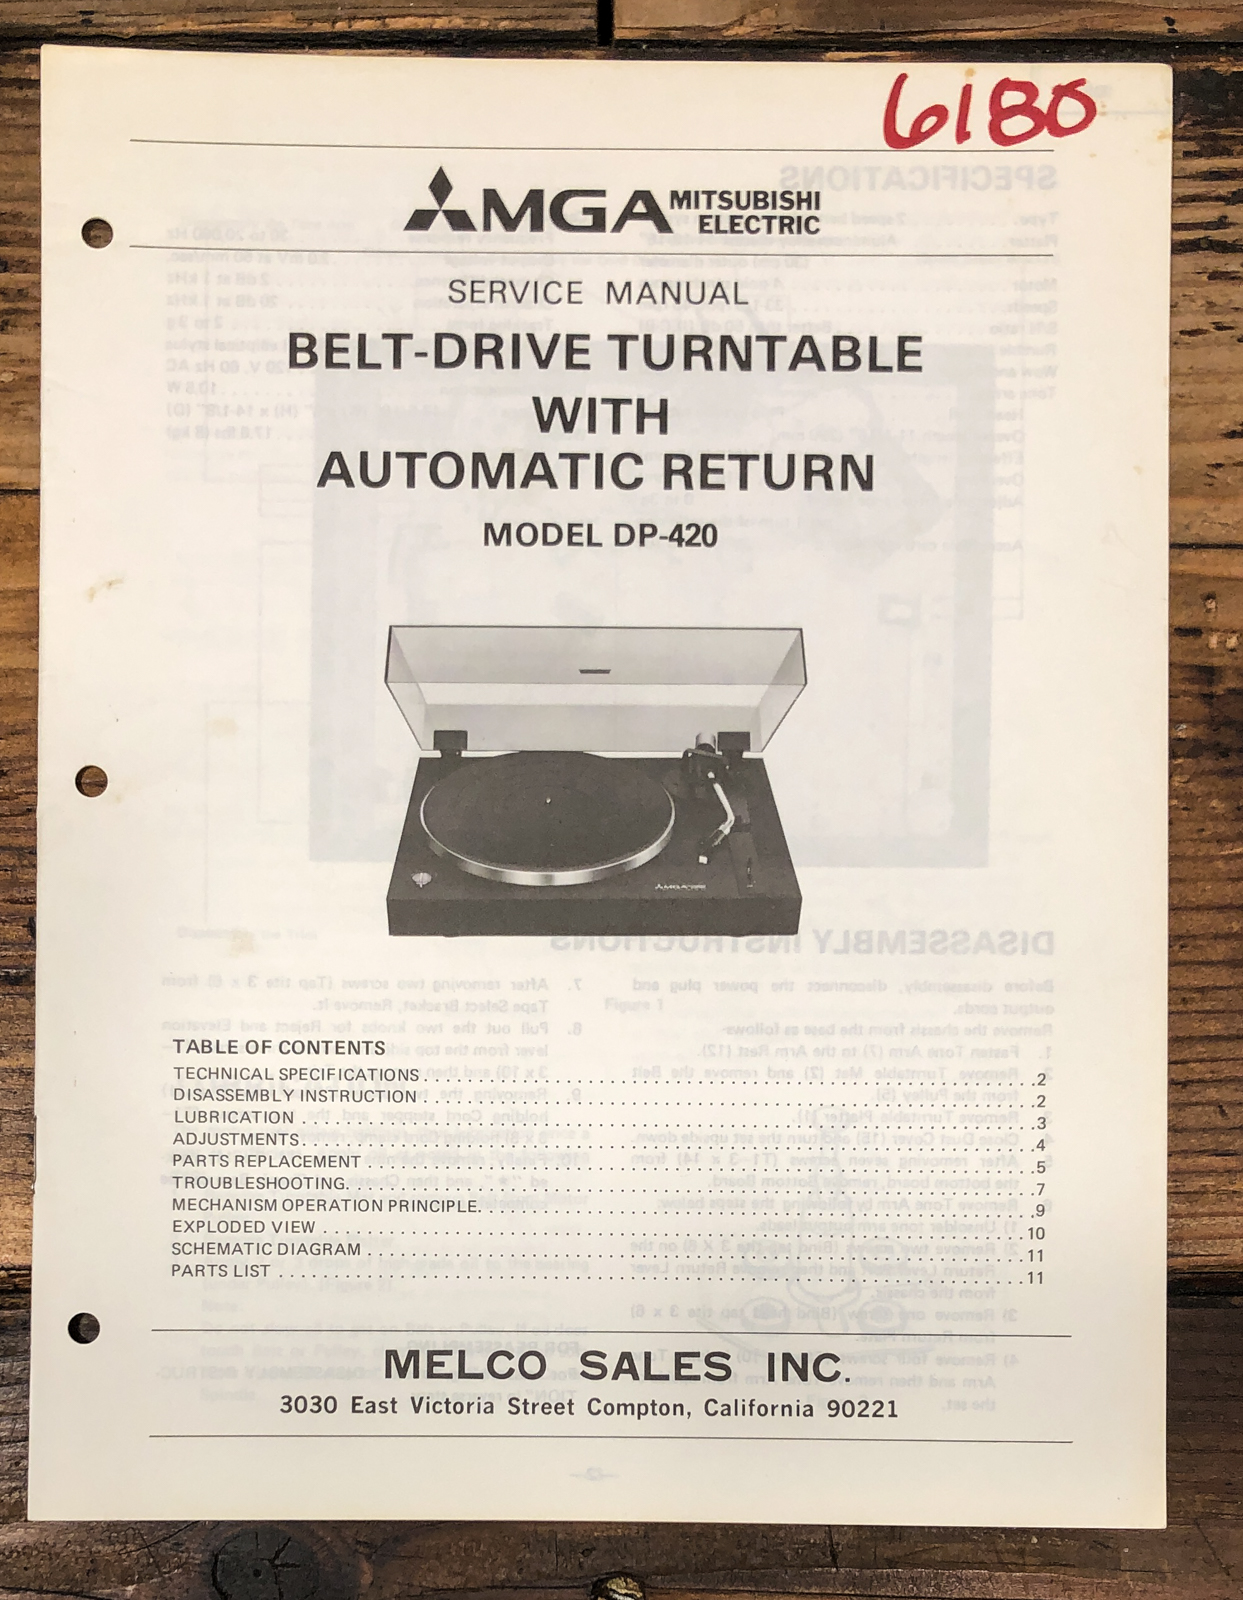 6180
MGA MITSUBISHI
ELECTRIC
SERVICE MANUAL
BELT-DRIVE TURNTABLE
WITH
AUTOMATIC RETURN
MODEL DP-420
MGA
TABLE OF CONTENTS
TECHNICAL SPECIFICATIONS . . . . . . . . . . 2
DISASSEMBLY INSTRUCTION . . . . . . . . . . 2
LUBRICATION . . . . . . . . . . 3
ADJUSTMENTS. . . . . . . . . . 4
PARTS REPLACEMENT . . . . . . . . . . 5
TROUBLESHOOTING. . . . . . . . . . 7
MECHANISM OPERATION PRINCIPLE. . . . . . . . . . 9
EXPLODED VIEW . . . . . . . . . . 10
SCHEMATIC DIAGRAM . . . . . . . . . . 11
PARTS LIST . . . . . . . . . . 11
MELCO SALES INC.
3030 East Victoria Street Compton, California 90221